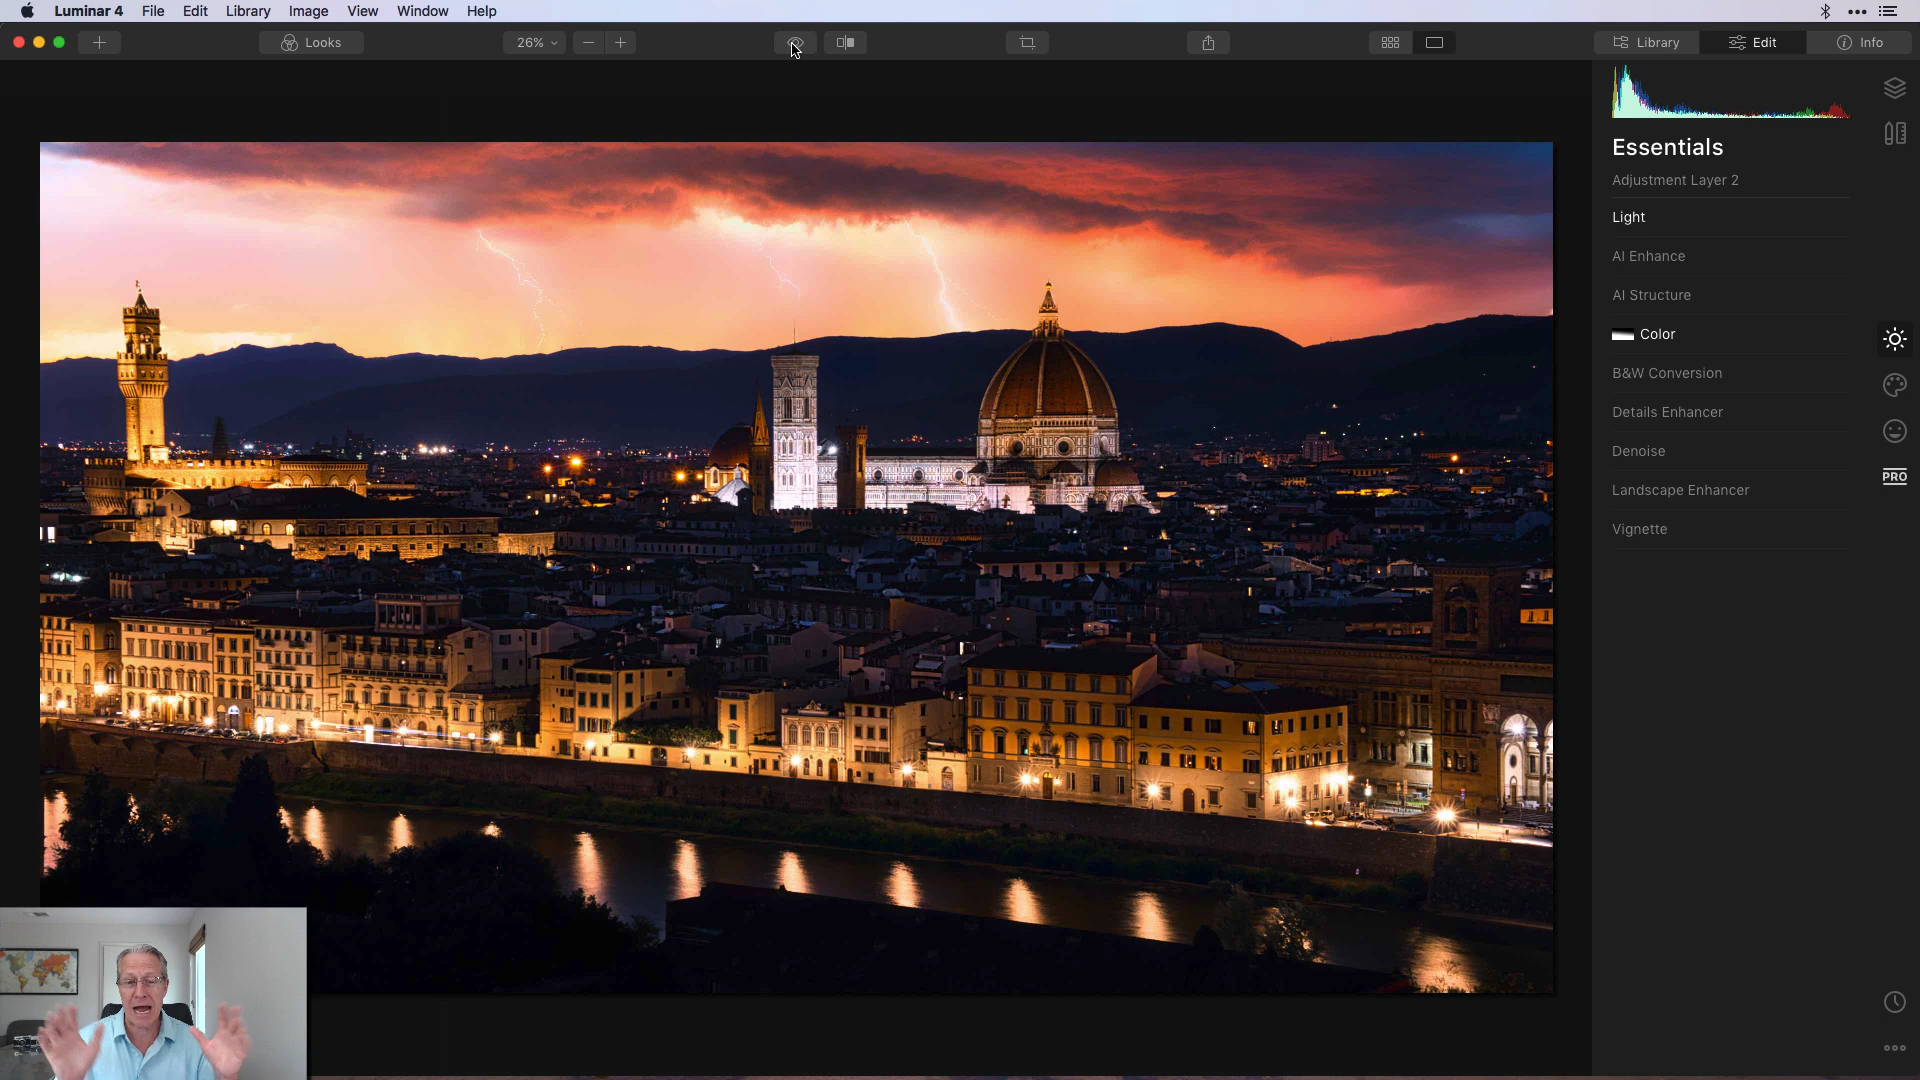 Luminar 4 File Edit Library Image View Window Help
Looks 26% Library Edit Info
Essentials
Adjustment Layer 2
Light
AI Enhance
AI Structure
Color
B&W Conversion
Details Enhancer
Denoise
Landscape Enhancer
Vignette
PRO